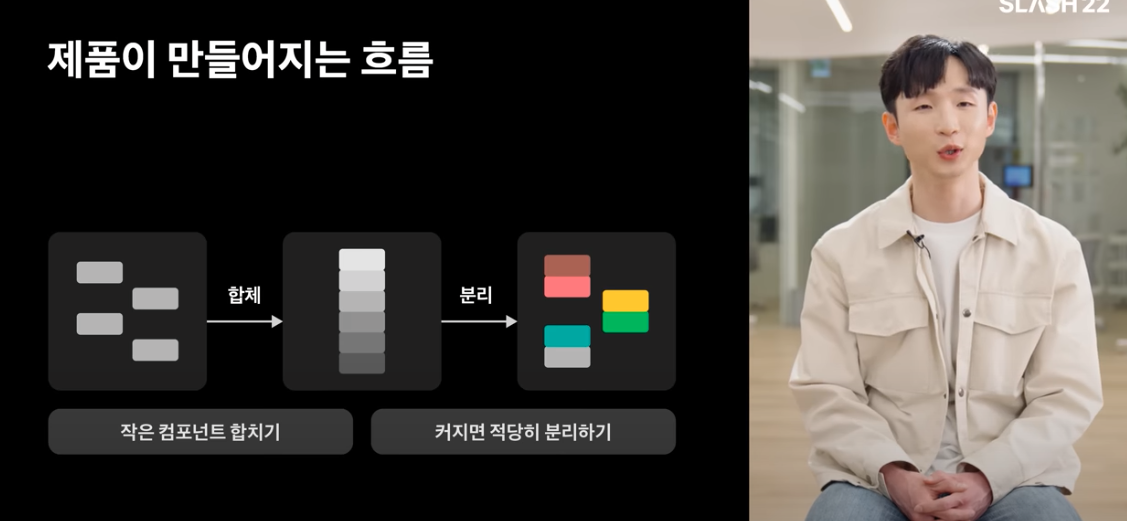 제품이 만들어지는 흐름
SLASH 22
합체
분리
작은 컴포넌트 합치기
커지면 적당히 분리하기